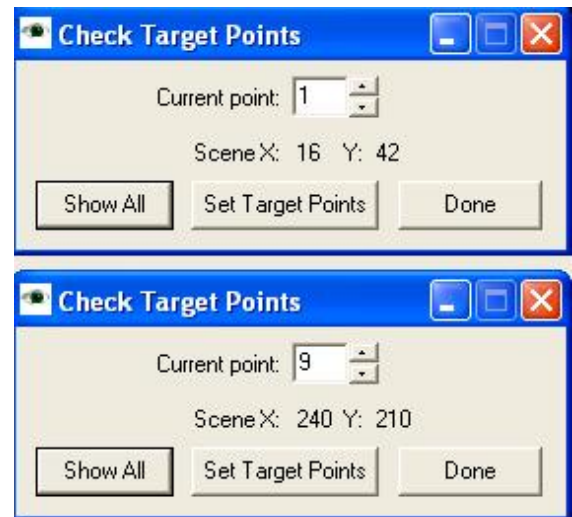 Check Target Points
Current point: 1
Scene X: 16 Y: 42
Show All Set Target Points Done
Check Target Points
Current point: 9
Scene X: 240 Y: 210
Show All Set Target Points Done